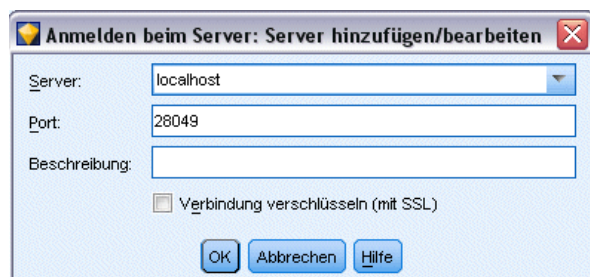 Anmelden beim Server: Server hinzufügen/bearbeiten
Server: localhost
Port: 28049
Beschreibung:
Verbindung verschlüsseln (mit SSL)
OK Abbrechen Hilfe